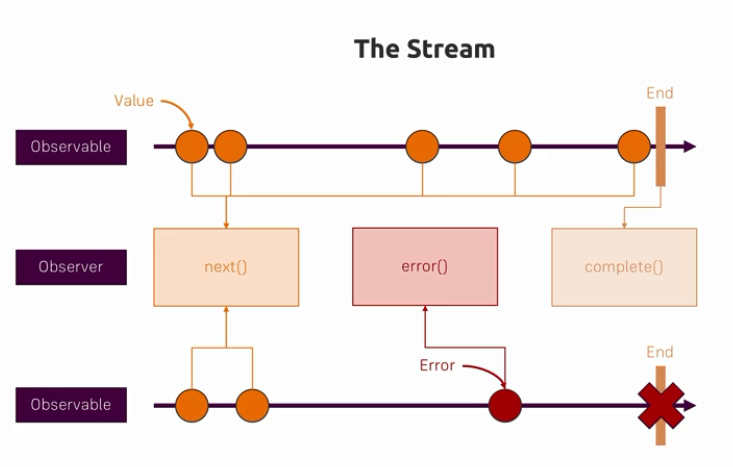 The Stream
Value
End
Observable
Observer
next()
error()
complete()
Error
End
Observable